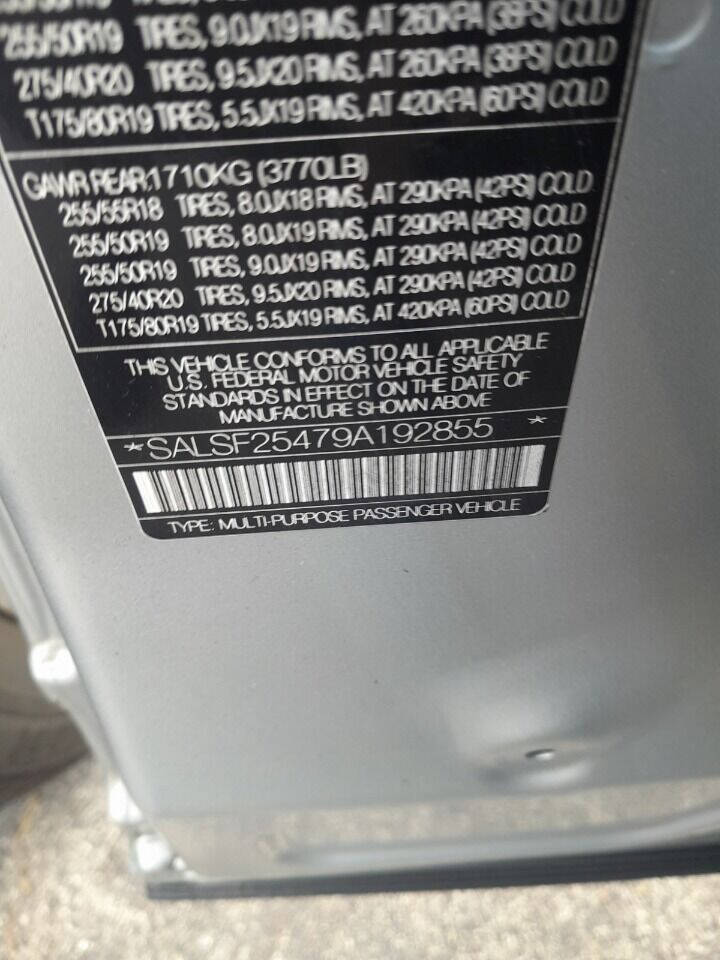 255/50R19 TIRES, 9.0JX19 RIMS, AT 260KPA (38PSI) COLD
275/40R20 TIRES, 9.5JX20 RIMS, AT 260KPA (38PSI) COLD
T175/80R19 TIRES, 5.5JX19 RIMS, AT 420KPA (60PSI) COLD
GAWR REAR:1710KG (3770LB)
255/55R18 TIRES, 8.0JX18 RIMS, AT 290KPA (42PSI) COLD
255/50R19 TIRES, 8.0JX19 RIMS, AT 290KPA (42PSI) COLD
255/50R19 TIRES, 9.0JX19 RIMS, AT 290KPA (42PSI) COLD
275/40R20 TIRES, 9.5JX20 RIMS, AT 290KPA (42PSI) COLD
T175/80R19 TIRES, 5.5JX19 RIMS, AT 420KPA (60PSI) COLD
THIS VEHICLE CONFORMS TO ALL APPLICABLE
U.S. FEDERAL MOTOR VEHICLE SAFETY
STANDARDS IN EFFECT ON THE DATE OF
MANUFACTURE SHOWN ABOVE
*SALSF25479A192855 *
TYPE: MULTI-PURPOSE PASSENGER VEHICLE